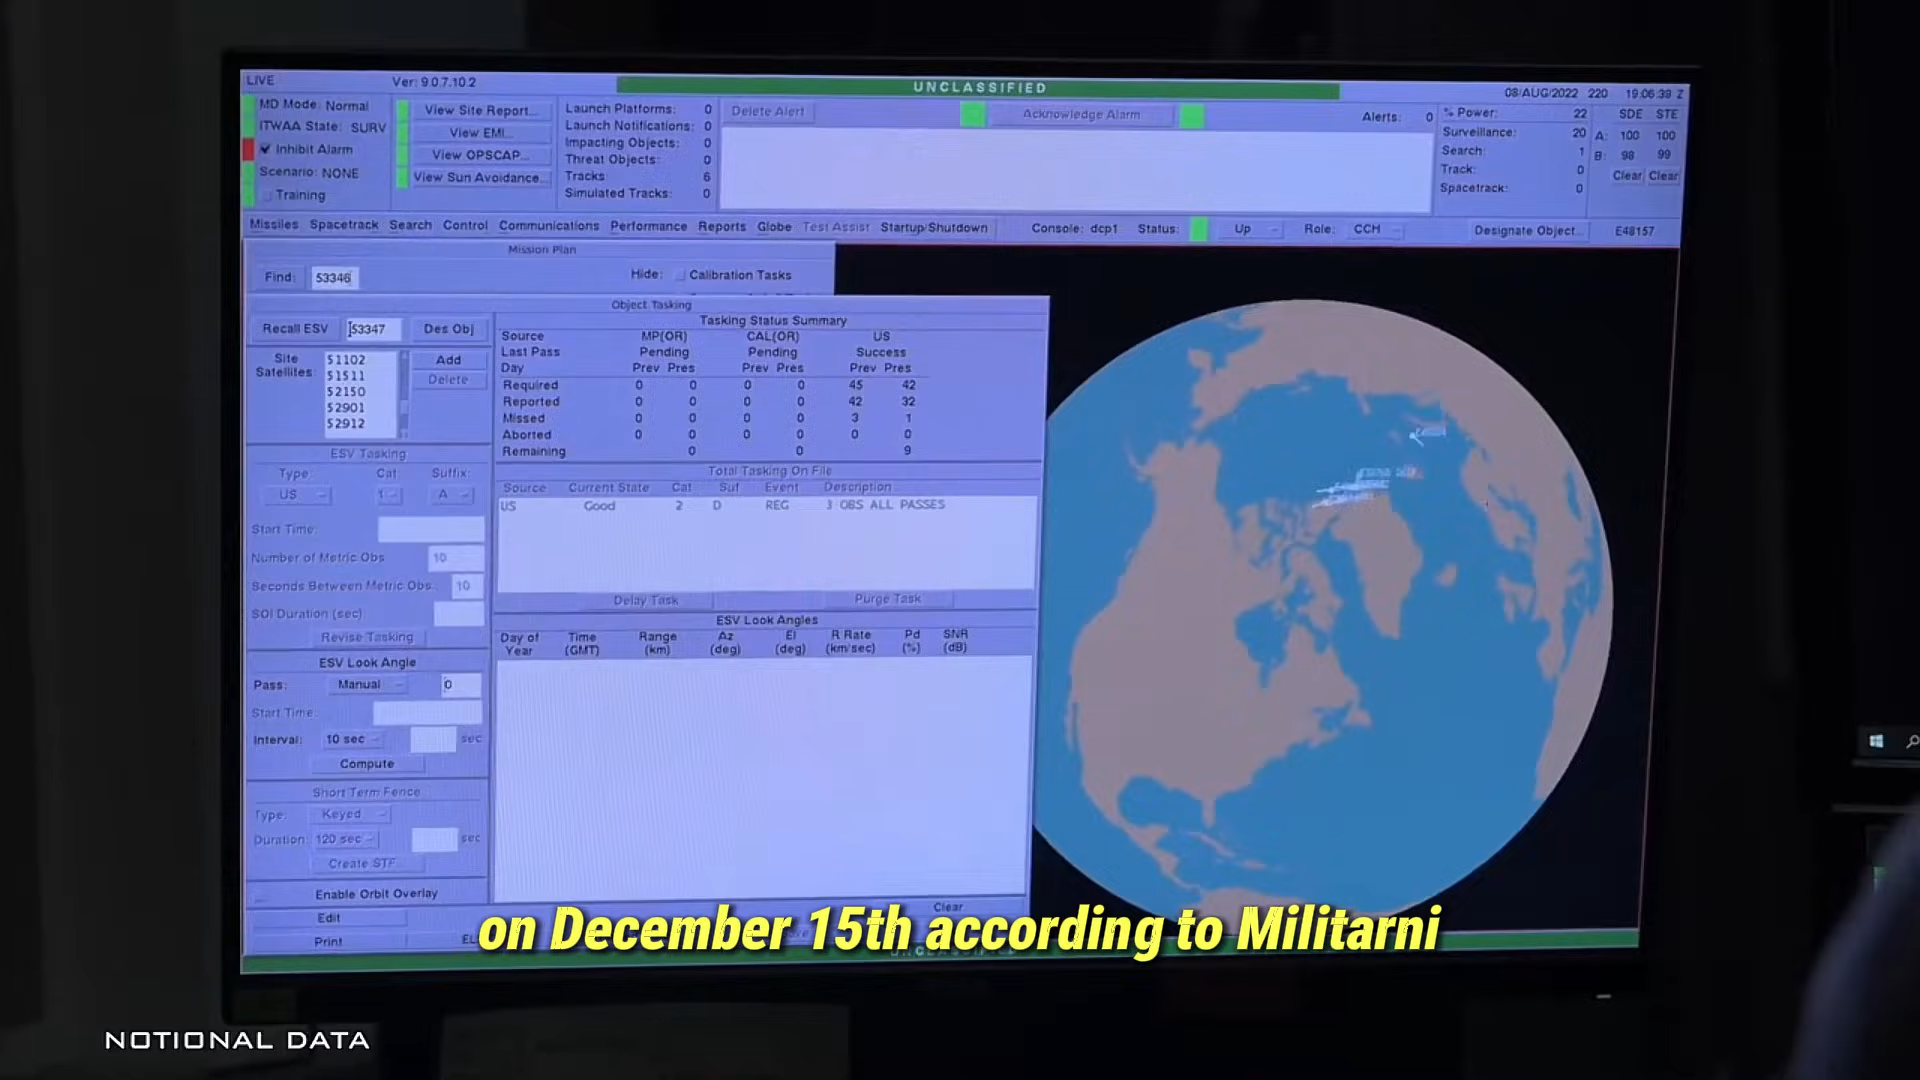 LIVE
Ver: 9.0.7.10.2
UNCLASSIFIED
08/AUG/2022 220 19:06:39 Z
MD Mode: Normal
ITWAA State: SURV
Inhibit Alarm
Scenario: NONE
Training
View Site Report...
View EMI...
View OPSCAP...
View Sun Avoidance...
Launch Platforms: 0
Launch Notifications: 0
Impacting Objects: 0
Threat Objects: 0
Tracks 6
Simulated Tracks: 0
Delete Alert
Acknowledge Alarm
Alerts: 0
% Power: 22
Surveillance: 20
Search: 1
Track: 0
Spacetrack: 0
SDE STE
A: 100 100
B: 98 99
Clear Clear
Missiles Spacetrack Search Control Communications Performance Reports Globe Test Assist Startup/Shutdown
Console: dcp1 Status: Up Role: CCH Designate Object... E48157
Mission Plan
Find: 53346
Hide: Calibration Tasks
Object Tasking
Recall ESV 53347 Des Obj
Site Satellites:
51102
51511
52150
52901
52912
Add
Delete
ESV Tasking
Type: Cat: Suffix:
US 1 A
Start Time:
Number of Metric Obs 10
Seconds Between Metric Obs.. 10
SOI Duration (sec)
Revise Tasking
ESV Look Angle
Pass: Manual 0
Start Time
Interval: 10 sec sec
Compute
Short Term Fence
Type: Keyed
Duration: 120 sec sec
Create STF
Enable Orbit Overlay
Edit
Print
Tasking Status Summary
Source MP(OR) CAL(OR) US
Last Pass Pending Pending Success
Day Prev Pres Prev Pres Prev Pres
Required 0 0 0 0 45 42
Reported 0 0 0 0 42 32
Missed 0 0 0 0 3 1
Aborted 0 0 0 0 0 0
Remaining 0 0 9
Total Tasking On File
Source Current State Cat Suf Event Description
US Good 2 D REG 3 OBS ALL PASSES
Delay Task Purge Task
ESV Look Angles
Day of Year Time (GMT) Range (km) Az (deg) El (deg) R Rate (km/sec) Pd (%) SNR (dB)
Clear
on December 15th according to Militarni
NOTIONAL DATA